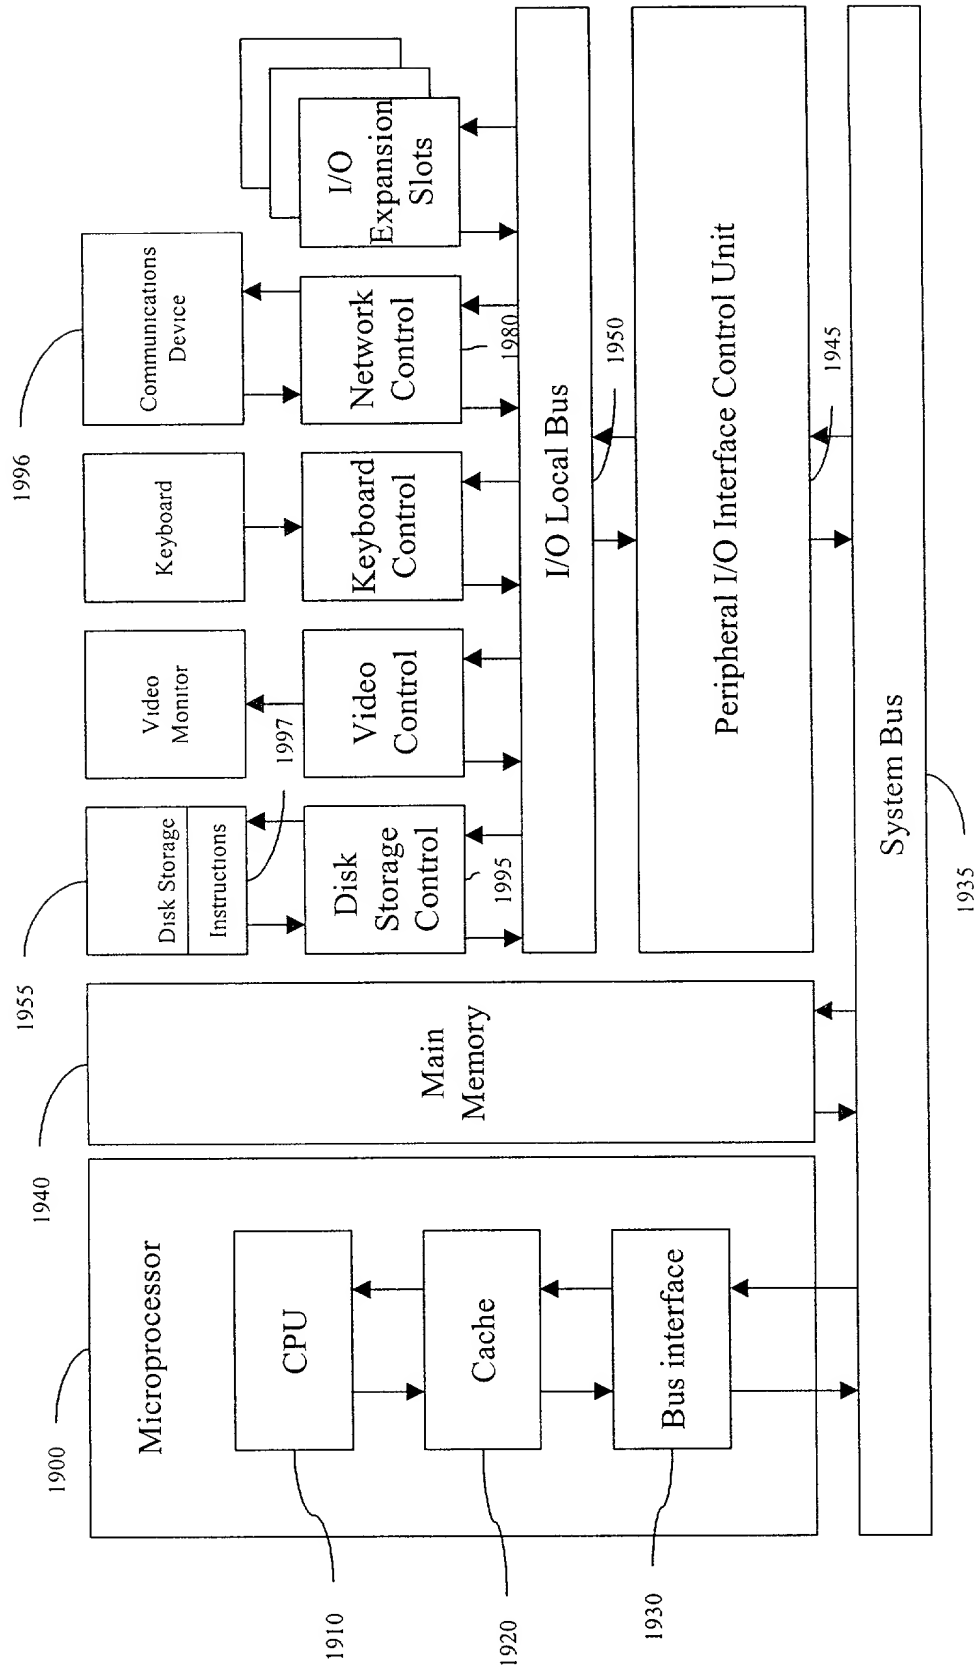 1900
Microprocessor
CPU
1910
Cache
1920
Bus interface
1930
1940
Main
Memory
1955
Disk Storage
Instructions
1997
Disk
Storage
Control
1995
Video
Monitor
Video
Control
Keyboard
Keyboard
Control
1996
Communications
Device
Network
Control
1980
I/O
Expansion
Slots
I/O Local Bus
1950
Peripheral I/O Interface Control Unit
1945
System Bus
1935